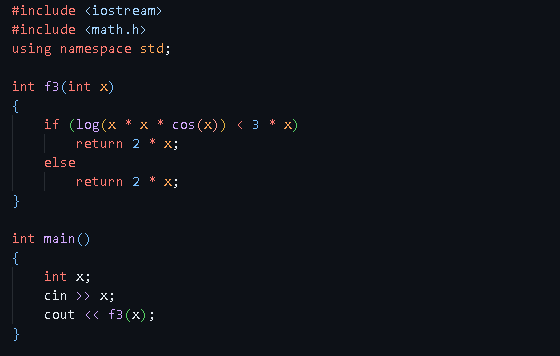 #include <iostream>
#include <math.h>
using namespace std;
int f3(int x)
{
if (log(x * x * cos(x)) < 3 * x)
return 2 * x;
else
return 2 * x;
}
int main()
{
int x;
cin >> x;
cout << f3(x);
}